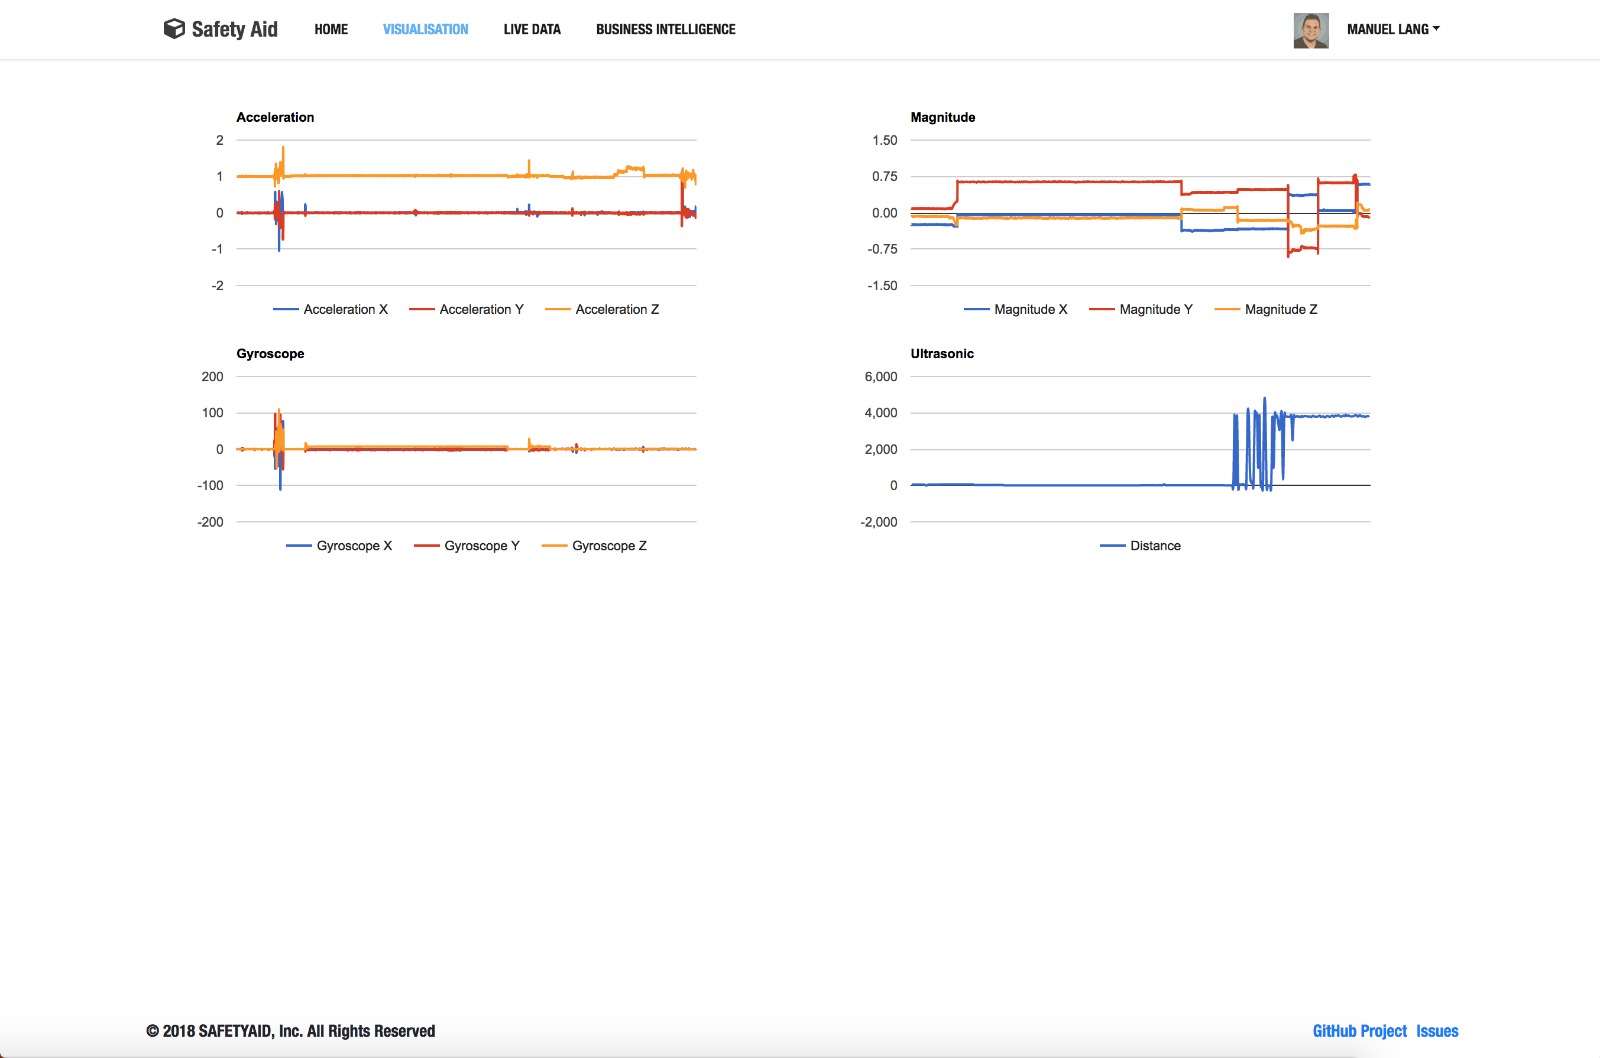 Safety Aid HOME VISUALISATION LIVE DATA BUSINESS INTELLIGENCE MANUEL LANG
Acceleration
2
1
0
-1
-2
Acceleration X Acceleration Y Acceleration Z
Magnitude
1.50
0.75
0.00
-0.75
-1.50
Magnitude X Magnitude Y Magnitude Z
Gyroscope
200
100
0
-100
-200
Gyroscope X Gyroscope Y Gyroscope Z
Ultrasonic
6,000
4,000
2,000
0
-2,000
Distance
© 2018 SAFETYAID, Inc. All Rights Reserved GitHub Project Issues